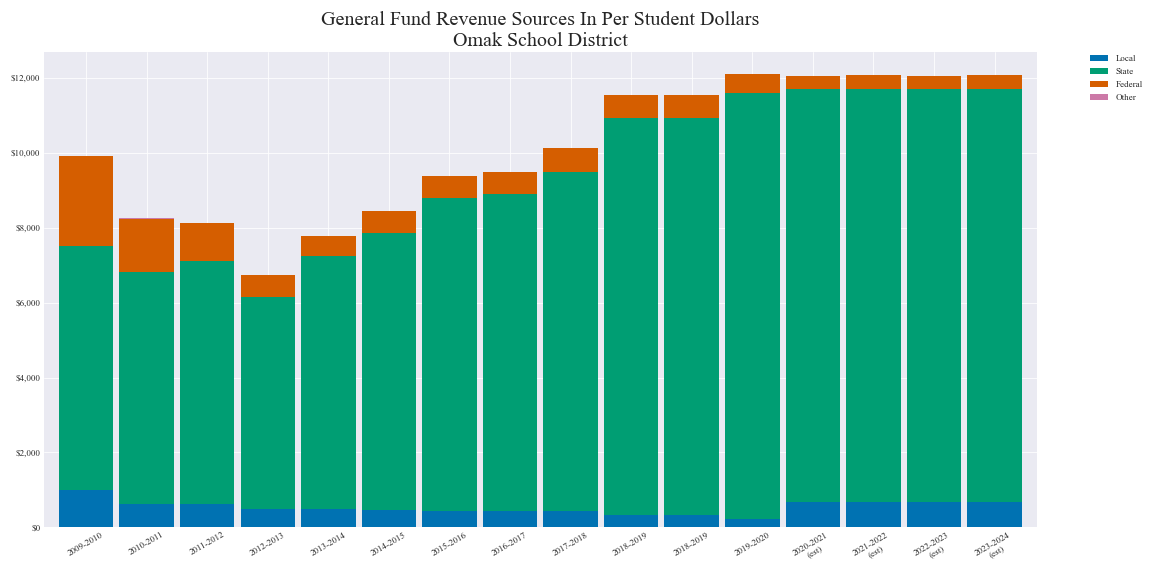 General Fund Revenue Sources In Per Student Dollars
Omak School District
Local
State
Federal
Other
$12,000
$10,000
$8,000
$6,000
$4,000
$2,000
$0
2009-2010
2010-2011
2011-2012
2012-2013
2013-2014
2014-2015
2015-2016
2016-2017
2017-2018
2018-2019
2018-2019
2019-2020
2020-2021
(est)
2021-2022
(est)
2022-2023
(est)
2023-2024
(est)